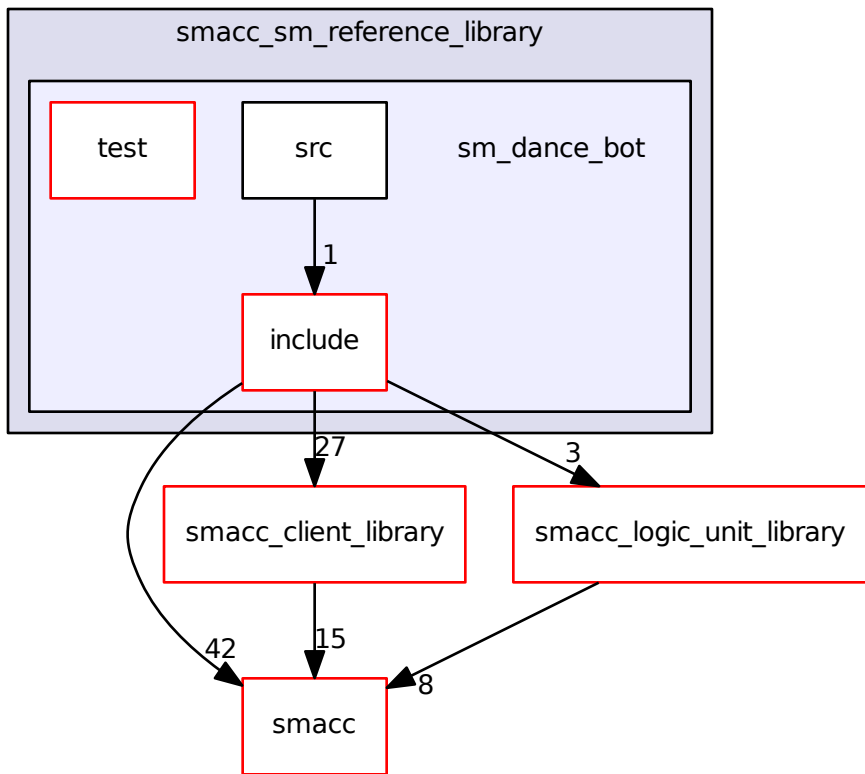 smacc_sm_reference_library
test
src
sm_dance_bot
1
include
27
3
smacc_client_library
smacc_logic_unit_library
42
15
8
smacc